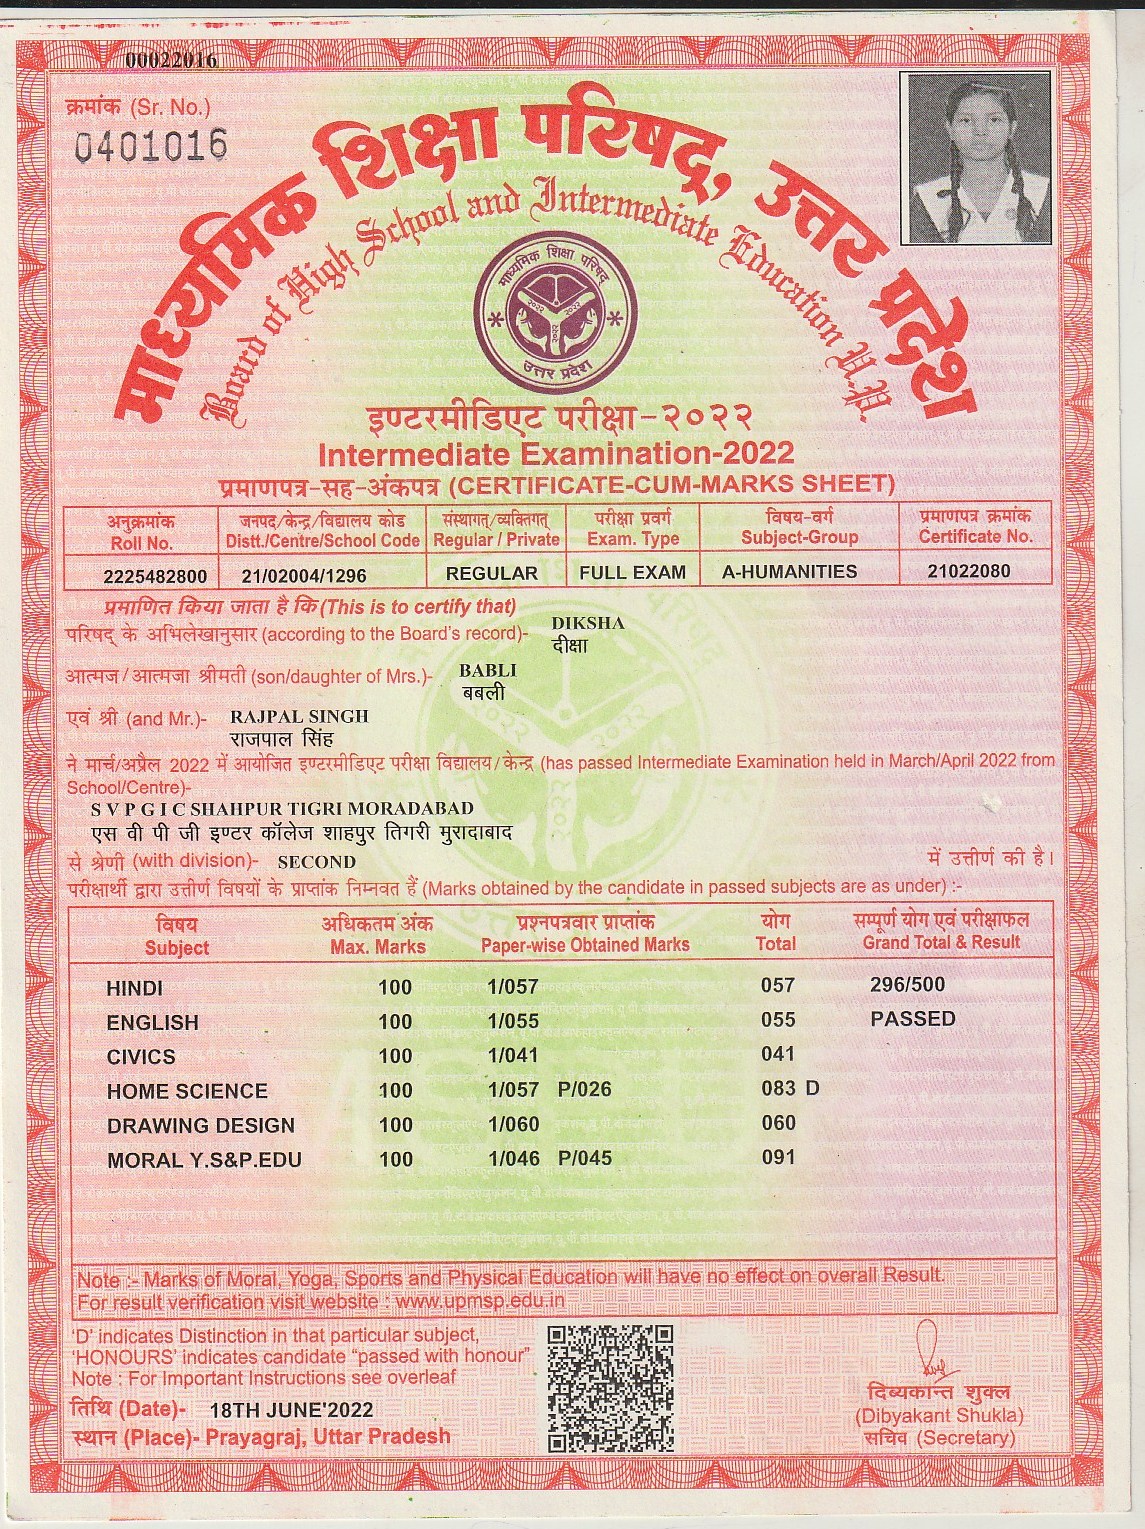 00022016
क्रमांक (Sr. No.)
0401016
माध्यमिक शिक्षा परिषद्, उत्तर प्रदेश
Board of High School and Intermediate Education U.P.
माध्यमिक शिक्षा परिषद्
२०२२ २०२२
२०२२
उत्तर प्रदेश
इण्टरमीडिएट परीक्षा-२०२२
Intermediate Examination-2022
प्रमाणपत्र-सह-अंकपत्र (CERTIFICATE-CUM-MARKS SHEET)
अनुक्रमांक जनपद/केन्द्र/विद्यालय कोड संस्थागत्/व्यक्तिगत् परीक्षा प्रवर्ग विषय-वर्ग प्रमाणपत्र क्रमांक
Roll No. Distt./Centre/School Code Regular / Private Exam. Type Subject-Group Certificate No.
2225482800 21/02004/1296 REGULAR FULL EXAM A-HUMANITIES 21022080
प्रमाणित किया जाता है कि (This is to certify that)
परिषद् के अभिलेखानुसार (according to the Board's record)- DIKSHA
दीक्षा
आत्मज/आत्मजा श्रीमती (son/daughter of Mrs.)- BABLI
बबली
एवं श्री (and Mr.)- RAJPAL SINGH
राजपाल सिंह
ने मार्च/अप्रैल 2022 में आयोजित इण्टरमीडिएट परीक्षा विद्यालय/केन्द्र (has passed Intermediate Examination held in March/April 2022 from
School/Centre)-
S V P G I C SHAHPUR TIGRI MORADABAD
एस वी पी जी इण्टर कॉलेज शाहपुर तिगरी मुरादाबाद
से श्रेणी (with division)- SECOND में उत्तीर्ण की है।
परीक्षार्थी द्वारा उत्तीर्ण विषयों के प्राप्तांक निम्नवत हैं (Marks obtained by the candidate in passed subjects are as under) :-
विषय अधिकतम अंक प्रश्नपत्रवार प्राप्तांक योग सम्पूर्ण योग एवं परीक्षाफल
Subject Max. Marks Paper-wise Obtained Marks Total Grand Total & Result
HINDI 100 1/057 057 296/500
ENGLISH 100 1/055 055 PASSED
CIVICS 100 1/041 041
HOME SCIENCE 100 1/057 P/026 083 D
DRAWING DESIGN 100 1/060 060
MORAL Y.S&P.EDU 100 1/046 P/045 091
Note :- Marks of Moral, Yoga, Sports and Physical Education will have no effect on overall Result.
For result verification visit website : www.upmsp.edu.in
'D' indicates Distinction in that particular subject,
'HONOURS' indicates candidate "passed with honour"
Note : For Important Instructions see overleaf
तिथि (Date)- 18TH JUNE'2022
स्थान (Place)- Prayagraj, Uttar Pradesh
दिब्यकान्त शुक्ल
(Dibyakant Shukla)
सचिव (Secretary)